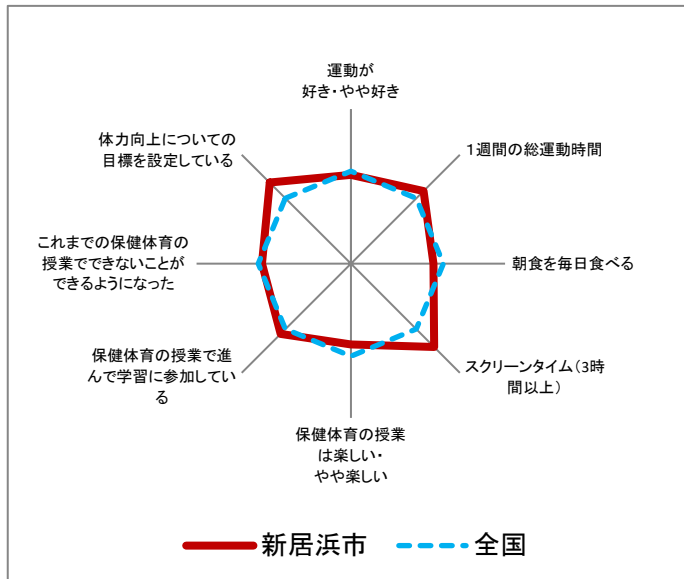 運動が
好き・やや好き
1週間の総運動時間
朝食を毎日食べる
スクリーンタイム(3時
間以上)
保健体育の授業
は楽しい・
やや楽しい
保健体育の授業で進
んで学習に参加してい
る
これまでの保健体育の
授業でできないことが
できるようになった
体力向上についての
目標を設定している
新居浜市
全国